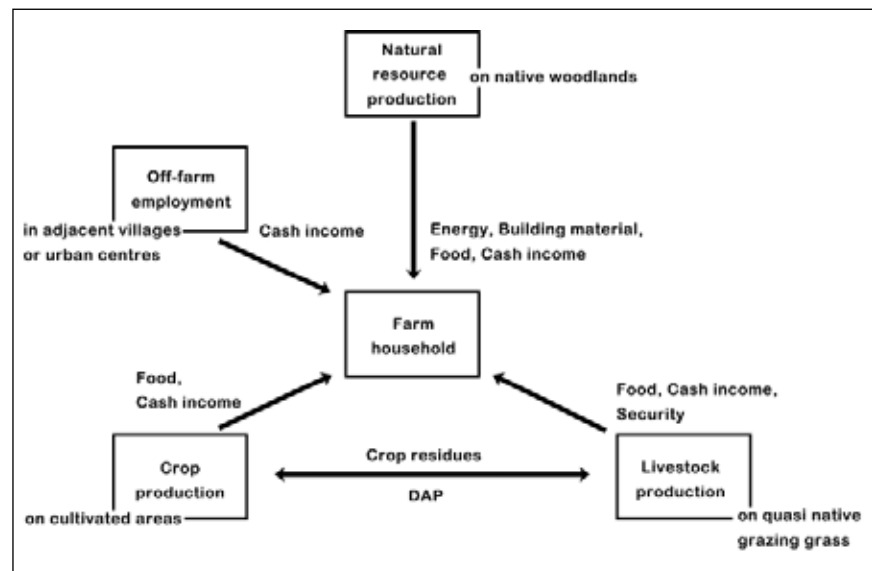 Natural
resource
production
on native woodlands
Off-farm
employment
in adjacent villages
or urban centres
Cash income
Energy, Building material,
Food, Cash income
Farm
household
Food,
Cash income
Food, Cash income,
Security
Crop
production
on cultivated areas
Crop residues
DAP
Livestock
production
on quasi native
grazing grass